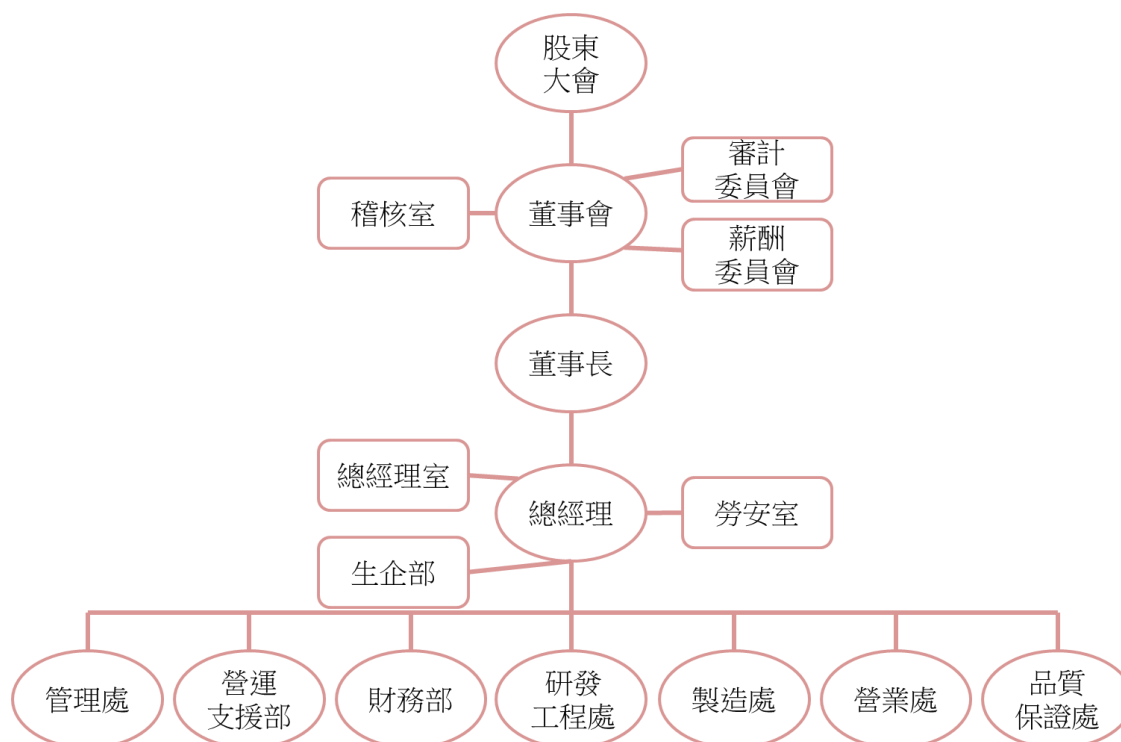 股東
大會
審計
委員會
稽核室
董事會
薪酬
委員會
董事長
總經理室
總經理
勞安室
生企部
管理處
營運
支援部
財務部
研發
工程處
製造處
營業處
品質
保證處